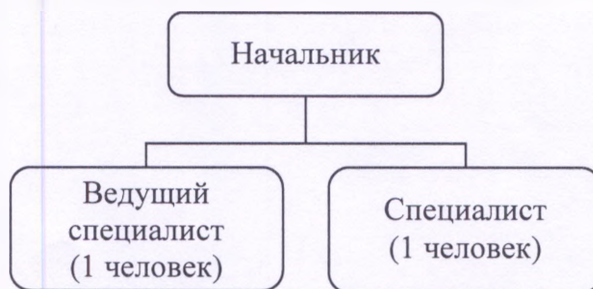 Начальник
Ведущий
специалист
(1 человек)
Специалист
(1 человек)